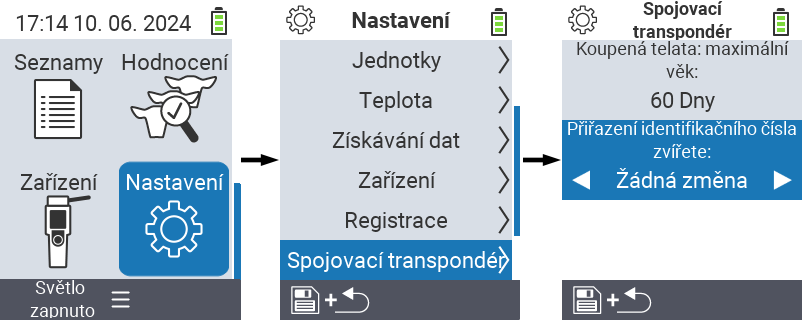 17:14 10. 06. 2024
Seznamy Hodnocení
Zařízení Nastavení
Světlo
zapnuto
Nastavení
Jednotky
Teplota
Získávání dat
Zařízení
Registrace
Spojovací transpondér
Spojovací
transpondér
Koupená telata: maximální
věk:
60 Dny
Přiřazení identifikačního čísla
zvířete:
Žádná změna